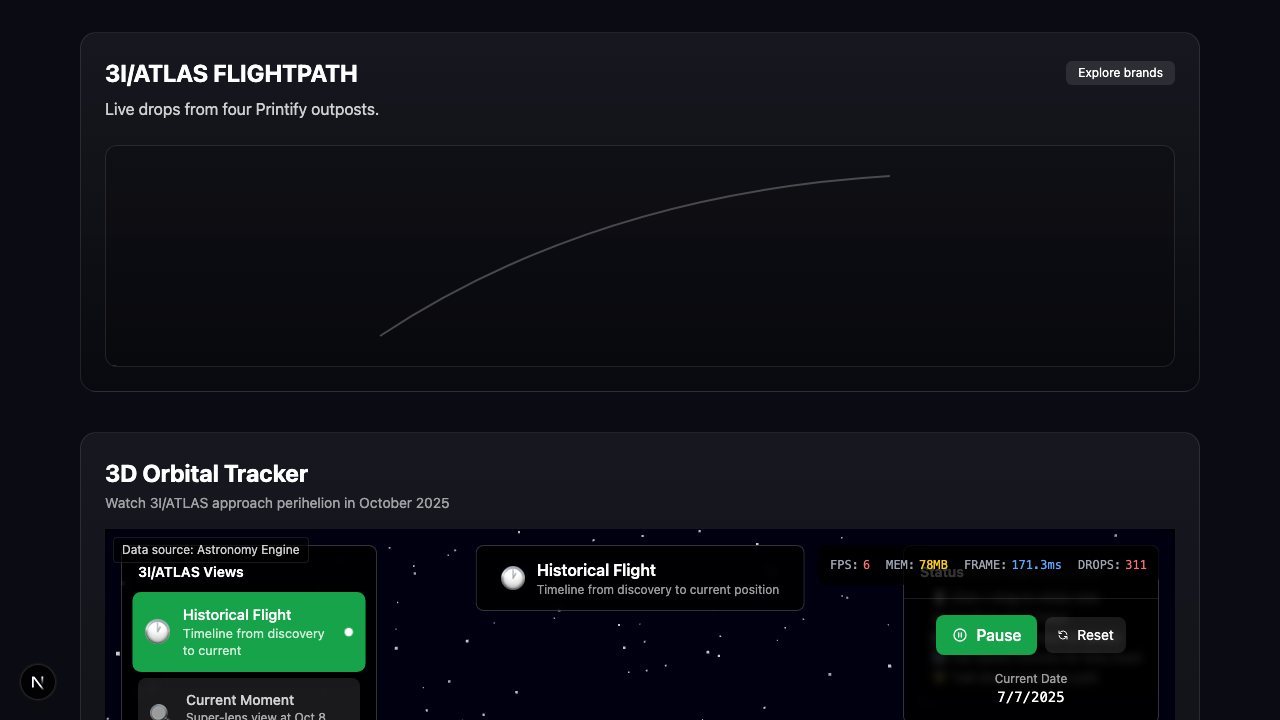 3I/ATLAS FLIGHTPATH
Explore brands
Live drops from four Printify outposts.
3D Orbital Tracker
Watch 3I/ATLAS approach perihelion in October 2025
Data source: Astronomy Engine
3I/ATLAS Views
Historical Flight
Timeline from discovery
to current
Current Moment
Super-lens view at Oct 8
Historical Flight
Timeline from discovery to current position
FPS: 6 MEM: 78MB FRAME: 171.3ms DROPS: 311
Status
Pause
Reset
Current Date
7/7/2025
N